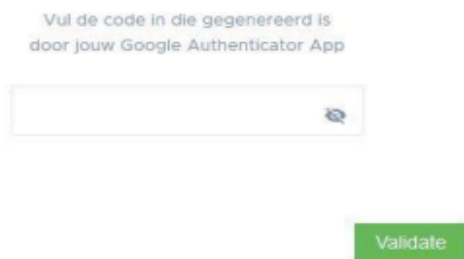 Vul de code in die gegenereerd is
door jouw Google Authenticator App
Validate